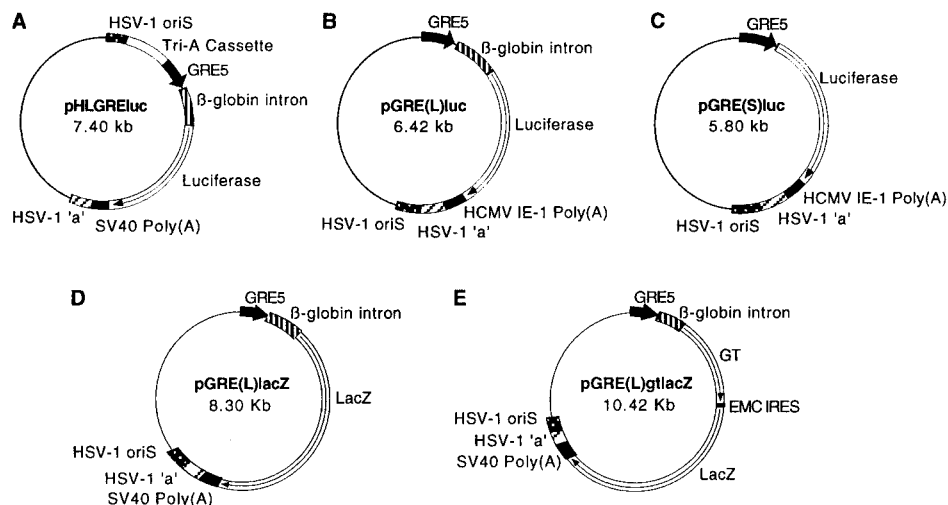 A
HSV-1 oriS
Tri-A Cassette
GRE5
ß-globin intron
pHLGREluc
7.40 kb
Luciferase
HSV-1 'a'
SV40 Poly(A)
B
GRE5
ß-globin intron
pGRE(L)luc
6.42 kb
Luciferase
HCMV IE-1 Poly(A)
HSV-1 oriS
HSV-1 'a'
C
GRE5
Luciferase
pGRE(S)luc
5.80 kb
HCMV IE-1 Poly(A)
HSV-1 'a'
HSV-1 oriS
D
GRE5
ß-globin intron
pGRE(L)lacZ
8.30 Kb
LacZ
HSV-1 oriS
HSV-1 'a'
SV40 Poly(A)
E
GRE5
ß-globin intron
GT
pGRE(L)gtlacZ
10.42 Kb
EMC IRES
HSV-1 oriS
HSV-1 'a'
SV40 Poly(A)
LacZ